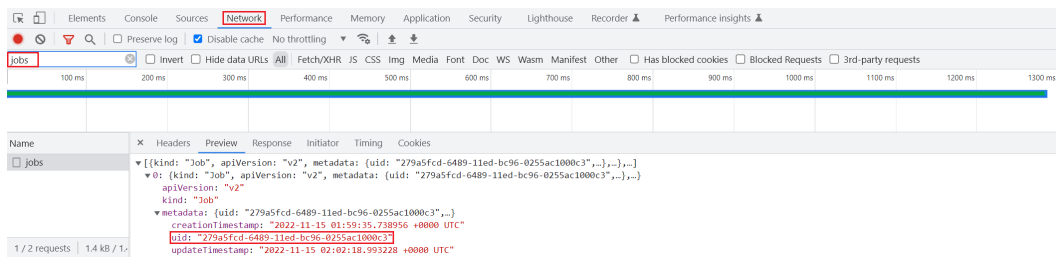 Elements Console Sources Network Performance Memory Application Security Lighthouse Recorder Performance insights
Preserve log Disable cache No throttling
jobs Invert Hide data URLs All Fetch/XHR JS CSS Img Media Font Doc WS Wasm Manifest Other Has blocked cookies Blocked Requests 3rd-party requests
100 ms 200 ms 300 ms 400 ms 500 ms 600 ms 700 ms 800 ms 900 ms 1000 ms 1100 ms 1200 ms 1300 ms
Name × Headers Preview Response Initiator Timing Cookies
jobs ▼[{kind: "Job", apiVersion: "v2", metadata: {uid: "279a5fcd-6489-11ed-bc96-0255ac1000c3",…},…},…]
▼0: {kind: "Job", apiVersion: "v2", metadata: {uid: "279a5fcd-6489-11ed-bc96-0255ac1000c3",…},…}
apiVersion: "v2"
kind: "Job"
▼metadata: {uid: "279a5fcd-6489-11ed-bc96-0255ac1000c3",…}
creationTimestamp: "2022-11-15 01:59:35.738956 +0000 UTC"
uid: "279a5fcd-6489-11ed-bc96-0255ac1000c3"
1 / 2 requests 1.4 kB / 1. updateTimestamp: "2022-11-15 02:02:18.993228 +0000 UTC"